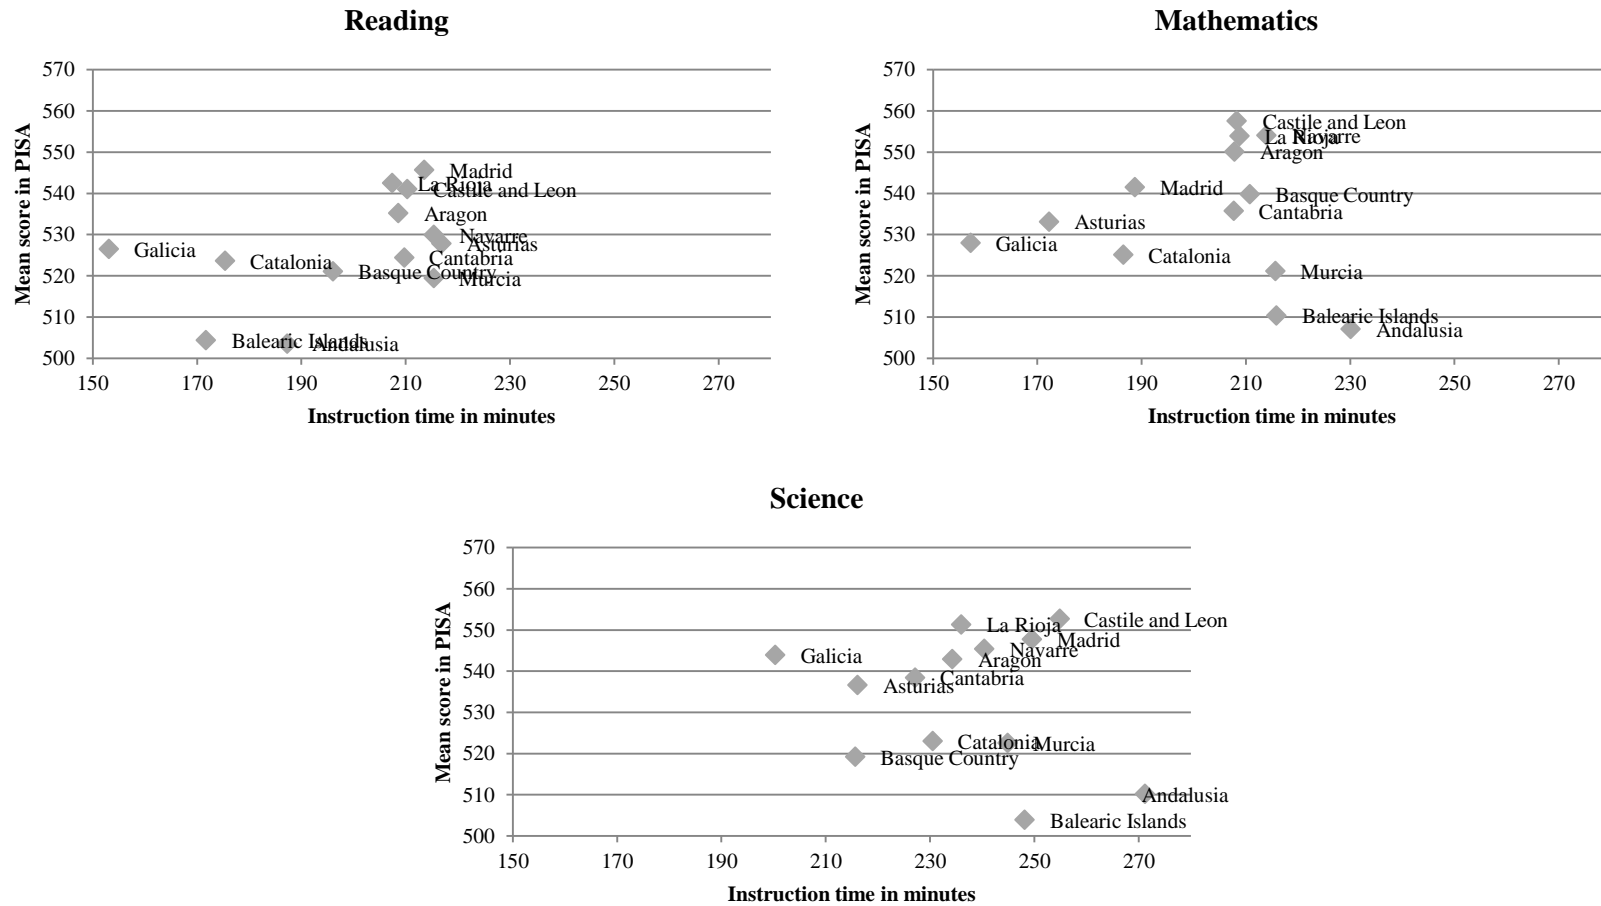 Reading
Mean score in PISA
570
560
550
540
530
520
510
500
Madrid
La Rioja
Castile and Leon
Aragon
Navarre
Asturias
Galicia
Cantabria
Catalonia
Basque Country
Murcia
Balearic Islands
Andalusia
150 170 190 210 230 250 270
Instruction time in minutes
Mathematics
Mean score in PISA
570
560
550
540
530
520
510
500
Castile and Leon
La Rioja
Navarre
Aragon
Madrid
Basque Country
Cantabria
Asturias
Galicia
Catalonia
Murcia
Balearic Islands
Andalusia
150 170 190 210 230 250 270
Instruction time in minutes
Science
Mean score in PISA
570
560
550
540
530
520
510
500
Castile and Leon
La Rioja
Madrid
Navarre
Galicia
Aragon
Cantabria
Asturias
Catalonia
Murcia
Basque Country
Andalusia
Balearic Islands
150 170 190 210 230 250 270
Instruction time in minutes